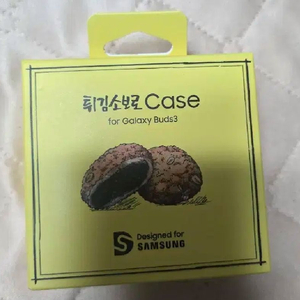 튀김소보로 Case
for Galaxy Buds3
Designed for
SAMSUNG